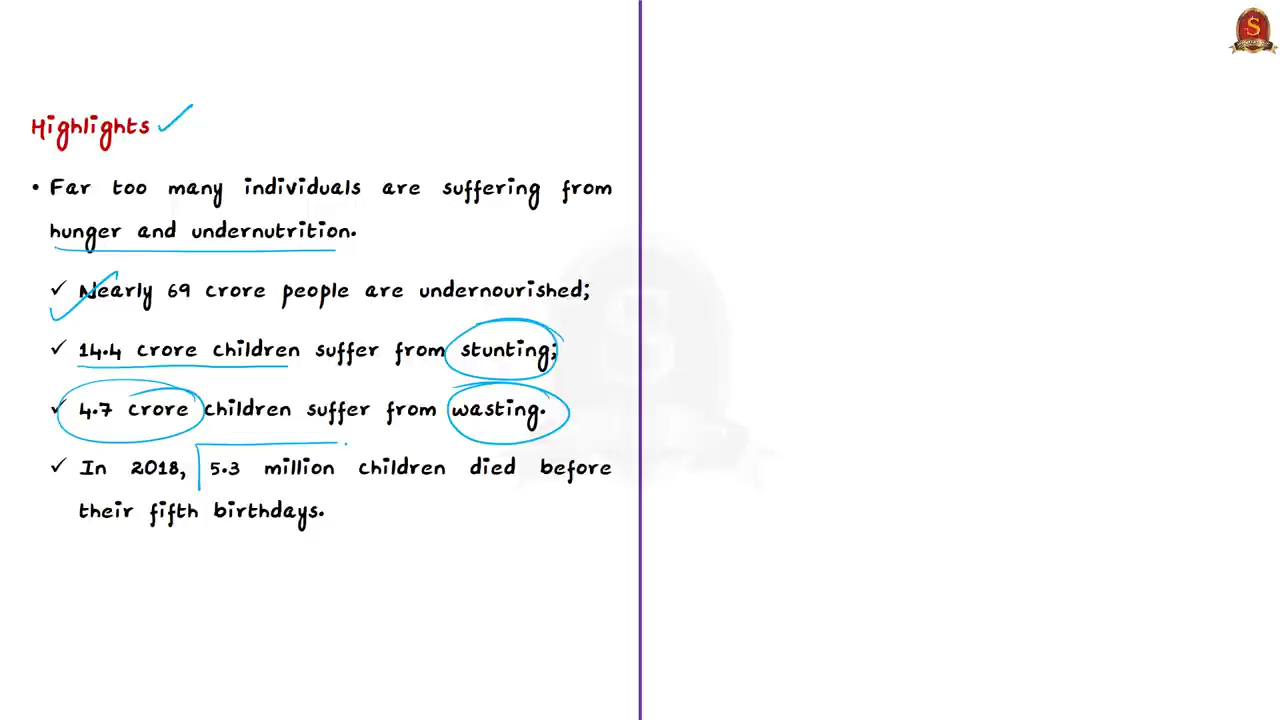 Highlights
• Far too many individuals are suffering from
hunger and undernutrition.
✓ Nearly 69 crore people are undernourished;
✓ 14.4 crore children suffer from stunting;
✓ 4.7 crore children suffer from wasting.
✓ In 2018, 5.3 million children died before
their fifth birthdays.
S